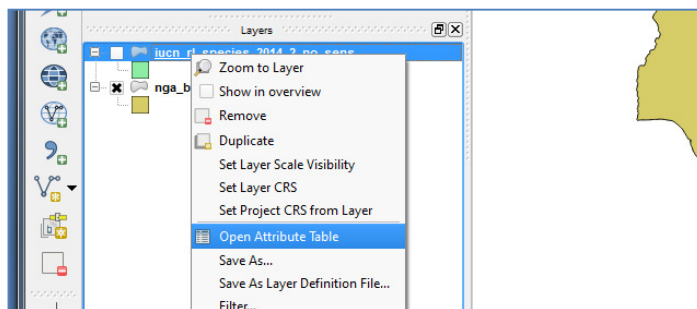 Layers
iucn_rl_species_2014_2_no_sens
Zoom to Layer
Show in overview
nga_b
Remove
Duplicate
Set Layer Scale Visibility
Set Layer CRS
Set Project CRS from Layer
Open Attribute Table
Save As...
Save As Layer Definition File...
Filter...